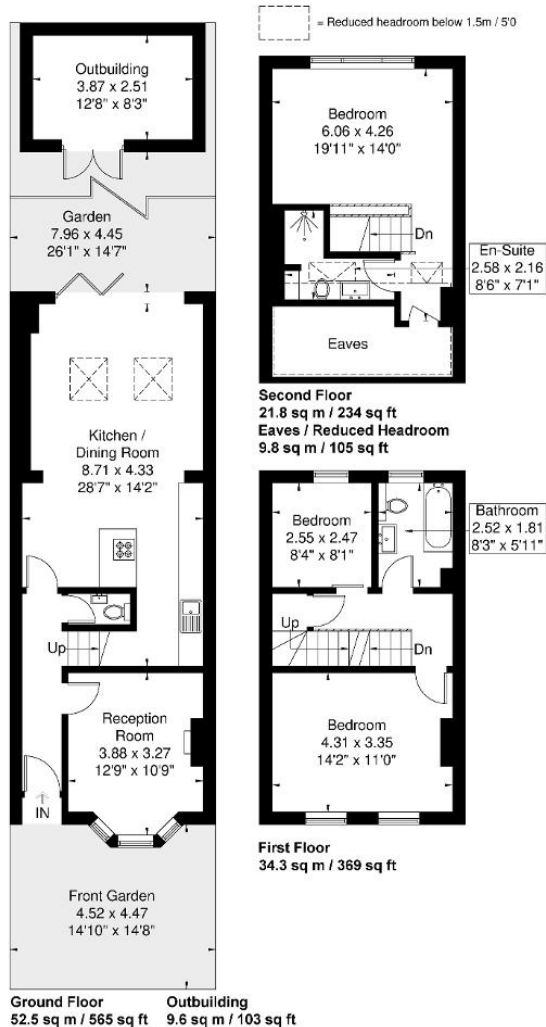 = Reduced headroom below 1.5m / 5'0
Outbuilding
3.87 x 2.51
12'8" x 8'3"
Garden
7.96 x 4.45
26'1" x 14'7"
Kitchen /
Dining Room
8.71 x 4.33
28'7" x 14'2"
Up
Reception
Room
3.88 x 3.27
12'9" x 10'9"
IN
Front Garden
4.52 x 4.47
14'10" x 14'8"
Ground Floor
52.5 sq m / 565 sq ft
Outbuilding
9.6 sq m / 103 sq ft
Bedroom
6.06 x 4.26
19'11" x 14'0"
Dn
En-Suite
2.58 x 2.16
8'6" x 7'1"
Eaves
Second Floor
21.8 sq m / 234 sq ft
Eaves / Reduced Headroom
9.8 sq m / 105 sq ft
Bedroom
2.55 x 2.47
8'4" x 8'1"
Bathroom
2.52 x 1.81
8'3" x 5'11"
Up
Dn
Bedroom
4.31 x 3.35
14'2" x 11'0"
First Floor
34.3 sq m / 369 sq ft